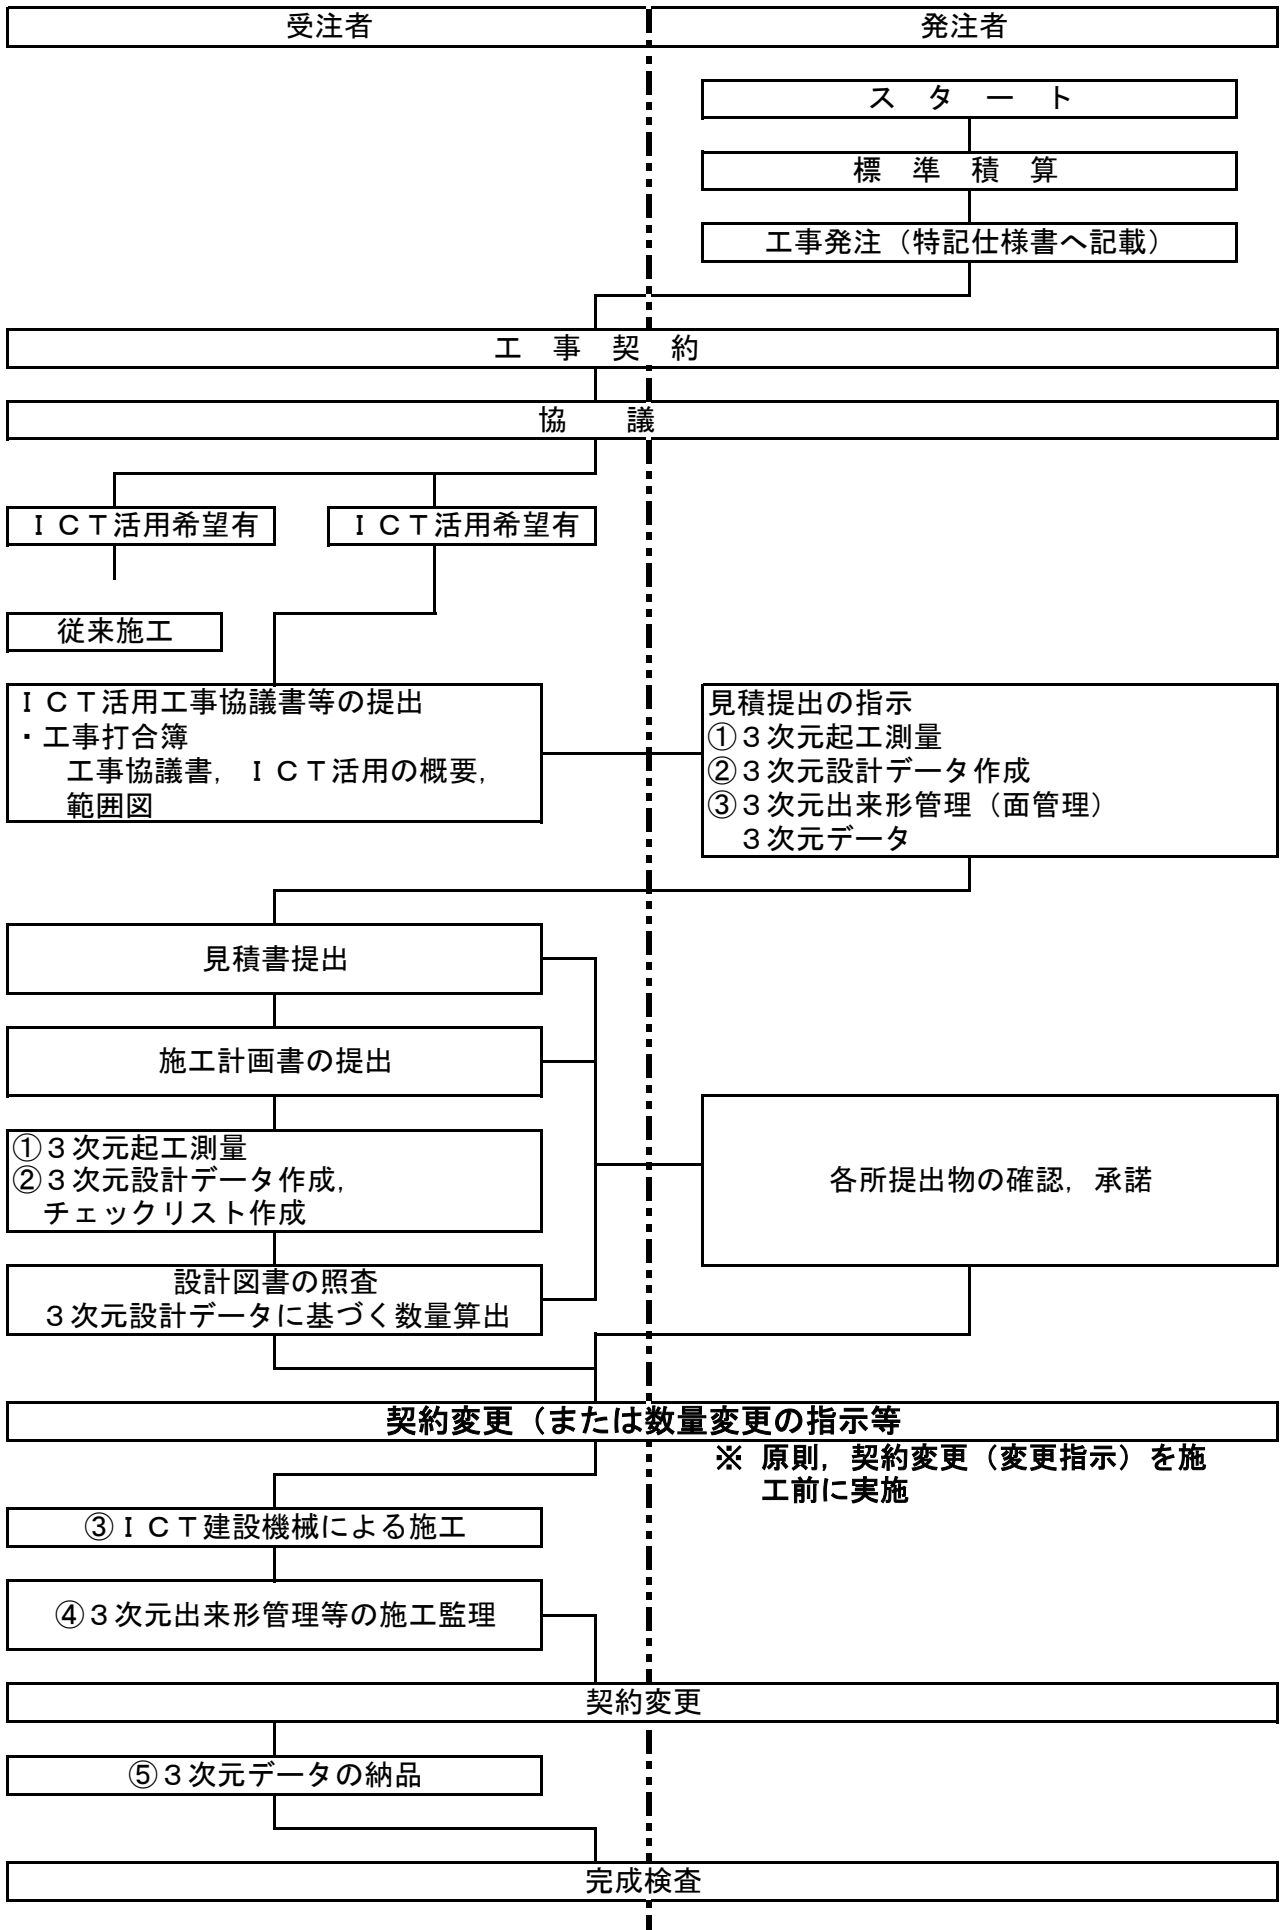 受注者
発注者
スタート
標準積算
工事発注（特記仕様書へ記載）
工事契約
協議
ＩＣＴ活用希望有
ＩＣＴ活用希望有
従来施工
ＩＣＴ活用工事協議書等の提出
・工事打合簿
工事協議書，ＩＣＴ活用の概要，
範囲図
見積提出の指示
①３次元起工測量
②３次元設計データ作成
③３次元出来形管理（面管理）
３次元データ
見積書提出
施工計画書の提出
①３次元起工測量
②３次元設計データ作成，
チェックリスト作成
各所提出物の確認，承諾
設計図書の照査
３次元設計データに基づく数量算出
契約変更（または数量変更の指示等
※ 原則，契約変更（変更指示）を施
工前に実施
③ＩＣＴ建設機械による施工
④３次元出来形管理等の施工監理
契約変更
⑤３次元データの納品
完成検査